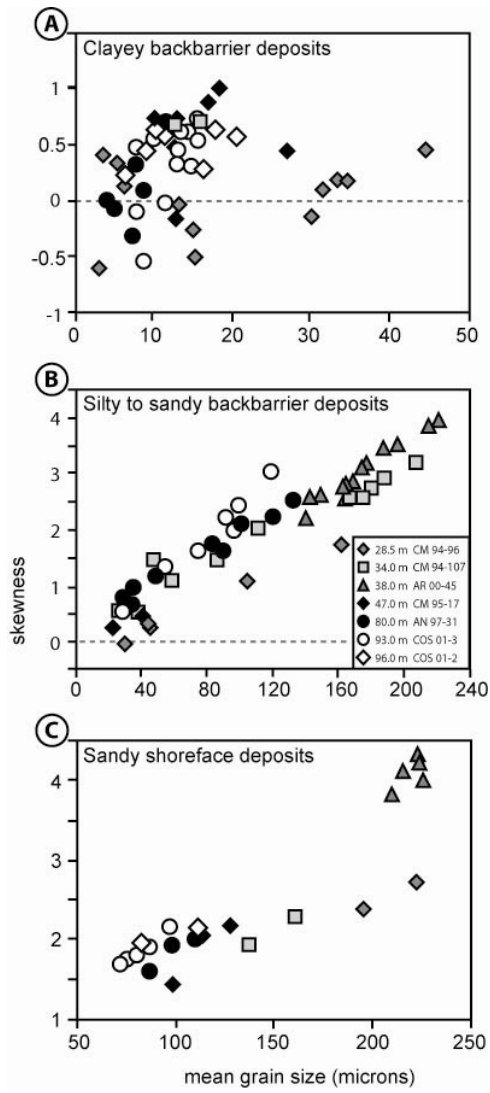 A
Clayey backbarrier deposits
1
0.5
0
-0.5
-1
0
10
20
30
40
50
B
Silty to sandy backbarrier deposits
4
3
2
1
0
28.5 m CM 94-96
34.0 m CM 94-107
38.0 m AR 00-45
47.0 m CM 95-17
80.0 m AN 97-31
93.0 m COS 01-3
96.0 m COS 01-2
0 40 80 120 160 200 240
skewness
C
Sandy shoreface deposits
4
3
2
1
50 100 150 200 250
mean grain size (microns)